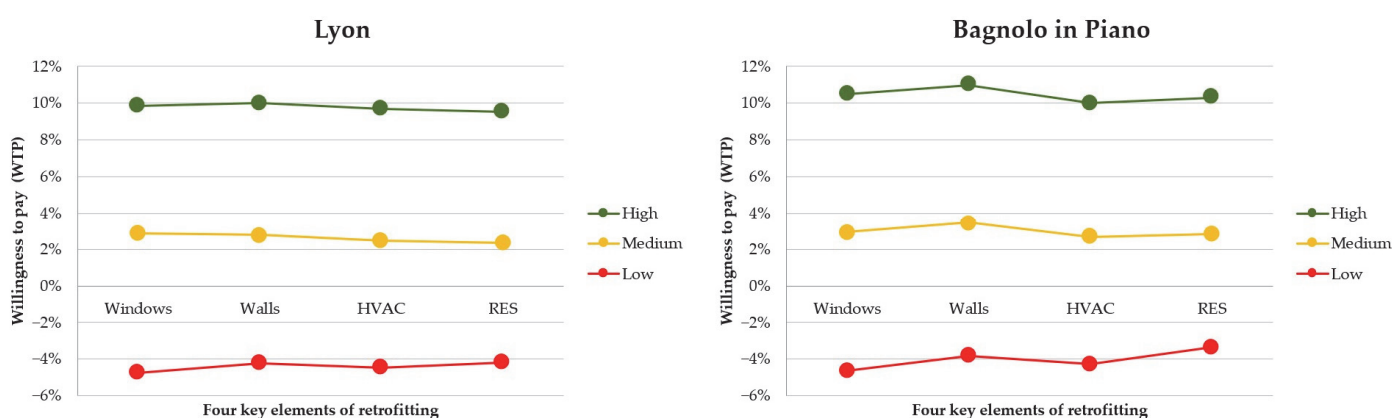 Lyon
Willingness to pay (WTP)
12%
10%
8%
6%
4%
2%
0%
−2%
−4%
−6%
Windows Walls HVAC RES
Four key elements of retrofitting
High
Medium
Low
Bagnolo in Piano
Willingness to pay (WTP)
12%
10%
8%
6%
4%
2%
0%
−2%
−4%
−6%
Windows Walls HVAC RES
Four key elements of retrofitting
High
Medium
Low